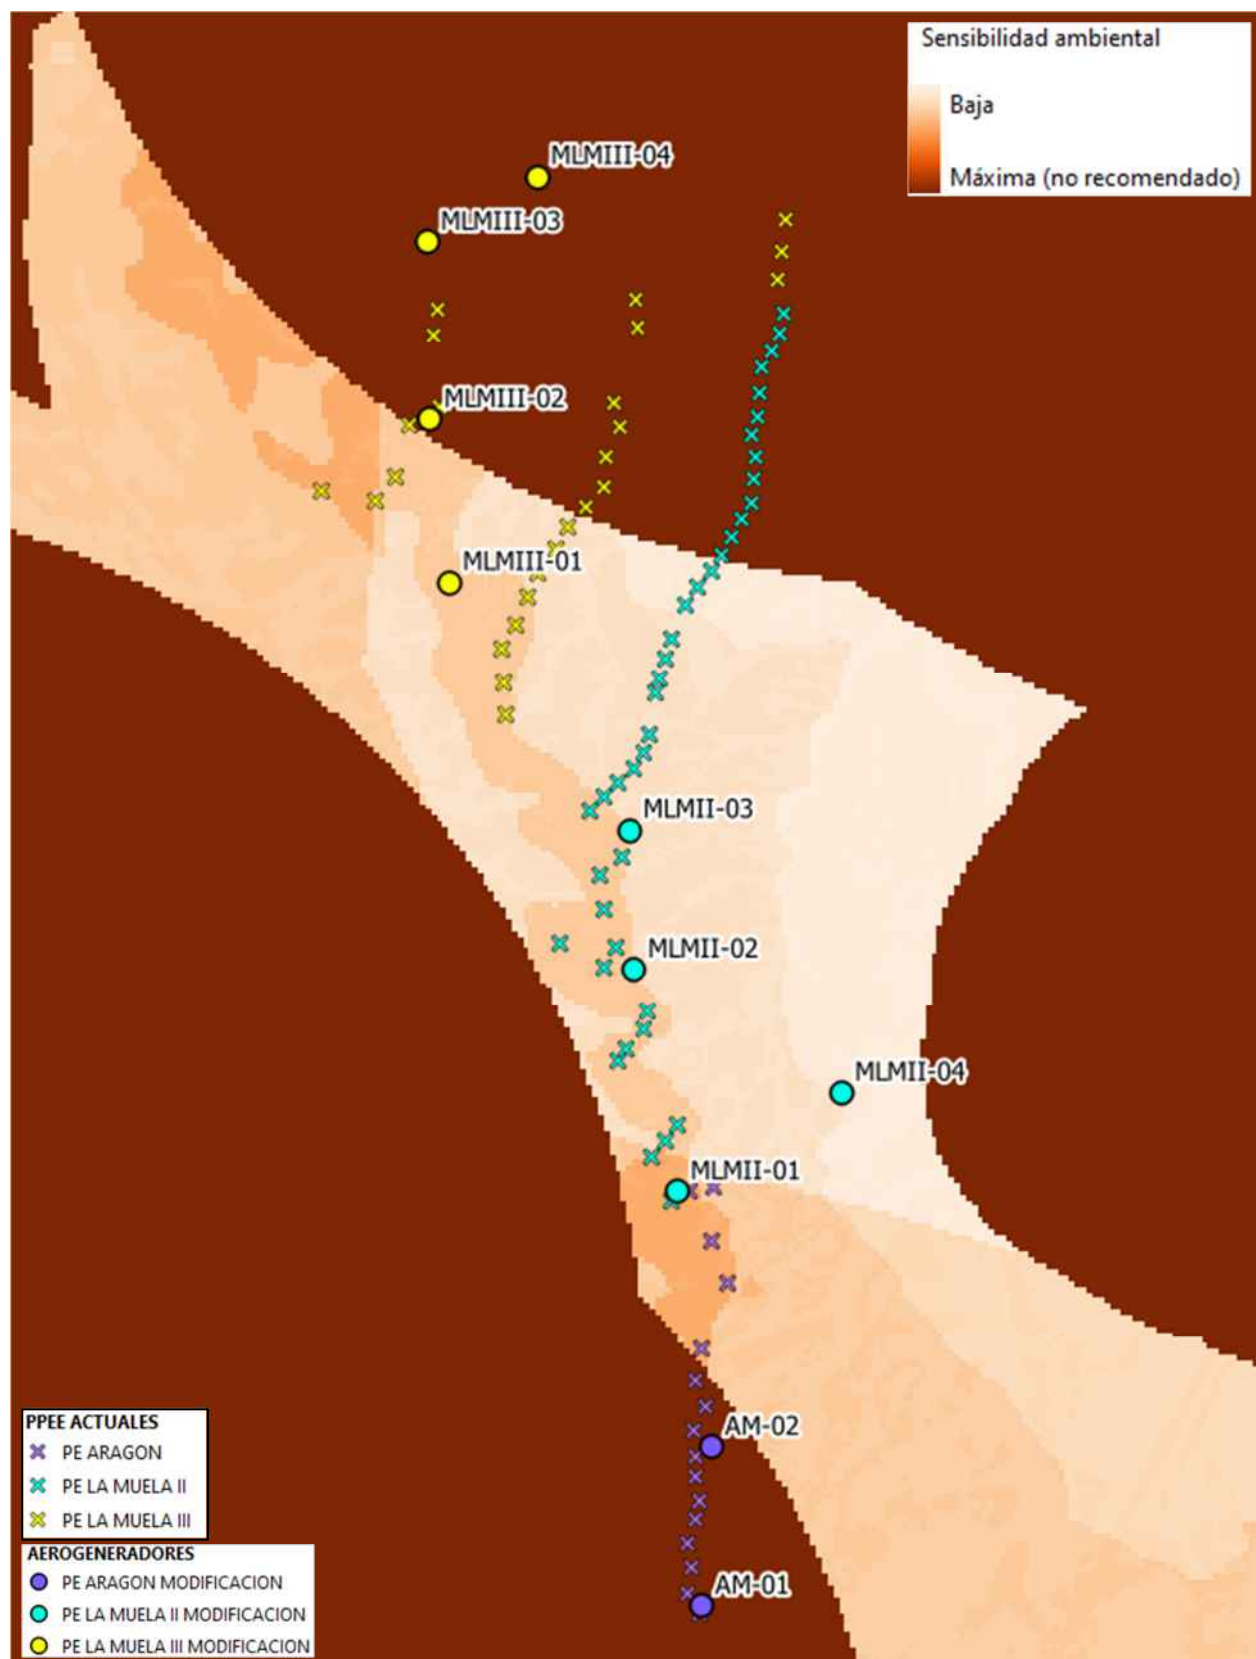 Sensibilidad ambiental
Baja
Máxima (no recomendado)
MLMIII-04
MLMIII-03
MLMIII-02
MLMIII-01
MLMII-03
MLMII-02
MLMII-04
MLMII-01
AM-02
AM-01
PPEE ACTUALES
PE ARAGON
PE LA MUELA II
PE LA MUELA III
AEROGENERADORES
PE ARAGON MODIFICACION
PE LA MUELA II MODIFICACION
PE LA MUELA III MODIFICACION